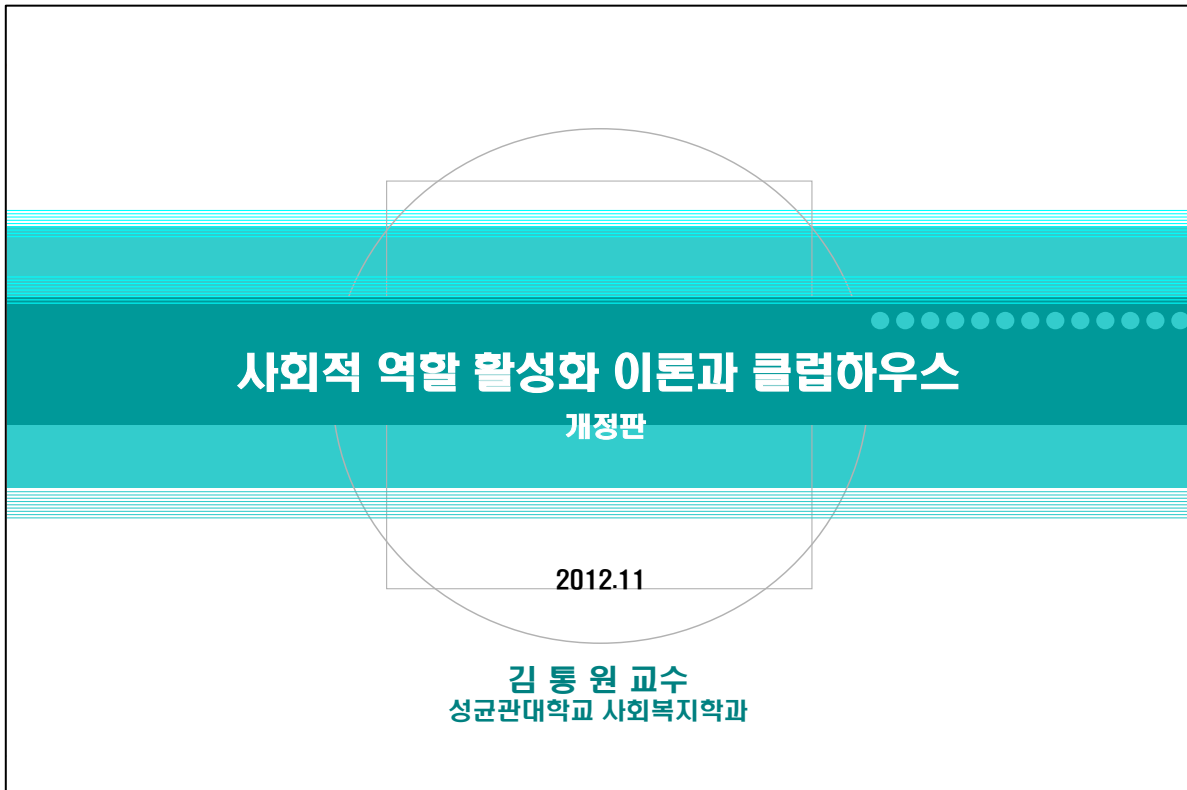 사회적 역할 활성화 이론과 클럽하우스
개정판
2012.11
김 통 원 교수
성균관대학교 사회복지학과